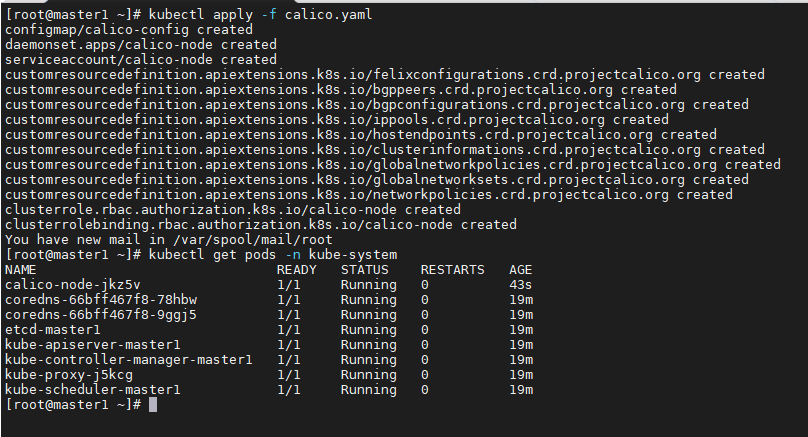 [root@master1 ~]# kubectl apply -f calico.yaml
configmap/calico-config created
daemonset.apps/calico-node created
serviceaccount/calico-node created
customresourcedefinition.apiextensions.k8s.io/felixconfigurations.crd.projectcalico.org created
customresourcedefinition.apiextensions.k8s.io/bgppeers.crd.projectcalico.org created
customresourcedefinition.apiextensions.k8s.io/bgpconfigurations.crd.projectcalico.org created
customresourcedefinition.apiextensions.k8s.io/ippools.crd.projectcalico.org created
customresourcedefinition.apiextensions.k8s.io/hostendpoints.crd.projectcalico.org created
customresourcedefinition.apiextensions.k8s.io/clusterinformations.crd.projectcalico.org created
customresourcedefinition.apiextensions.k8s.io/globalnetworkpolicies.crd.projectcalico.org created
customresourcedefinition.apiextensions.k8s.io/globalnetworksets.crd.projectcalico.org created
customresourcedefinition.apiextensions.k8s.io/networkpolicies.crd.projectcalico.org created
clusterrole.rbac.authorization.k8s.io/calico-node created
clusterrolebinding.rbac.authorization.k8s.io/calico-node created
You have new mail in /var/spool/mail/root
[root@master1 ~]# kubectl get pods -n kube-system
NAME READY STATUS RESTARTS AGE
calico-node-jkz5v 1/1 Running 0 43s
coredns-66bff467f8-78hbw 1/1 Running 0 19m
coredns-66bff467f8-9ggj5 1/1 Running 0 19m
etcd-master1 1/1 Running 0 19m
kube-apiserver-master1 1/1 Running 0 19m
kube-controller-manager-master1 1/1 Running 0 19m
kube-proxy-j5kcg 1/1 Running 0 19m
kube-scheduler-master1 1/1 Running 0 19m
[root@master1 ~]#